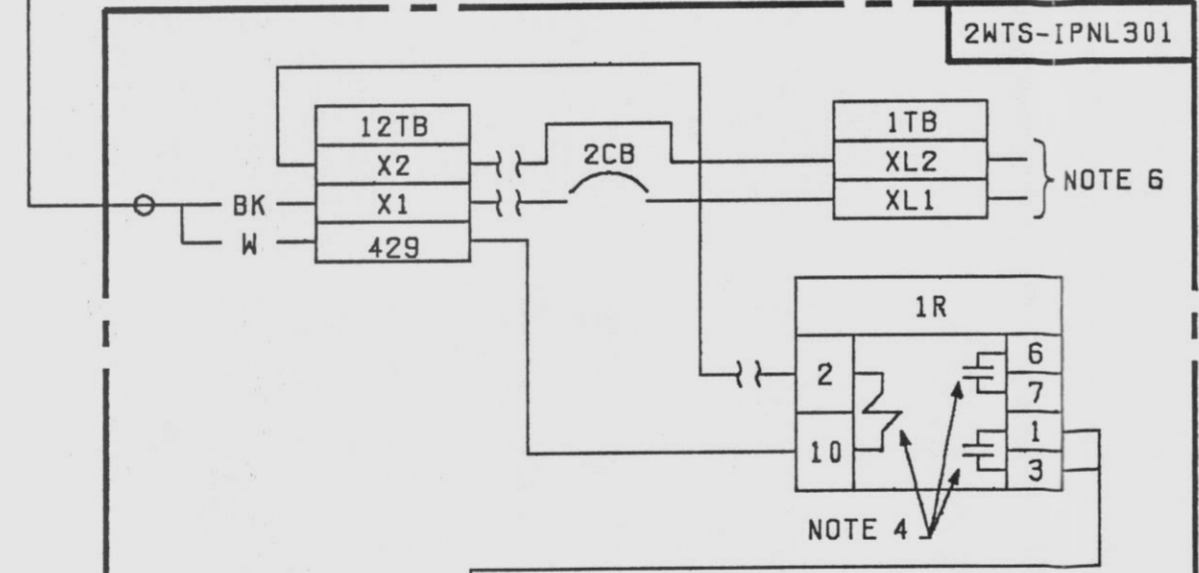 2WTS-IPNL301
12TB
X2
X1
429
BK
W
2CB
1TB
XL2
XL1
NOTE 6
1R
2
10
6
7
1
3
NOTE 4